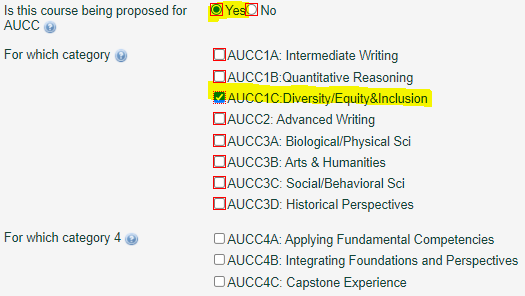 Is this course being proposed for Yes No
AUCC
For which category AUCC1A: Intermediate Writing
AUCC1B:Quantitative Reasoning
AUCC1C:Diversity/Equity&Inclusion
AUCC2: Advanced Writing
AUCC3A: Biological/Physical Sci
AUCC3B: Arts & Humanities
AUCC3C: Social/Behavioral Sci
AUCC3D: Historical Perspectives
For which category 4 AUCC4A: Applying Fundamental Competencies
AUCC4B: Integrating Foundations and Perspectives
AUCC4C: Capstone Experience